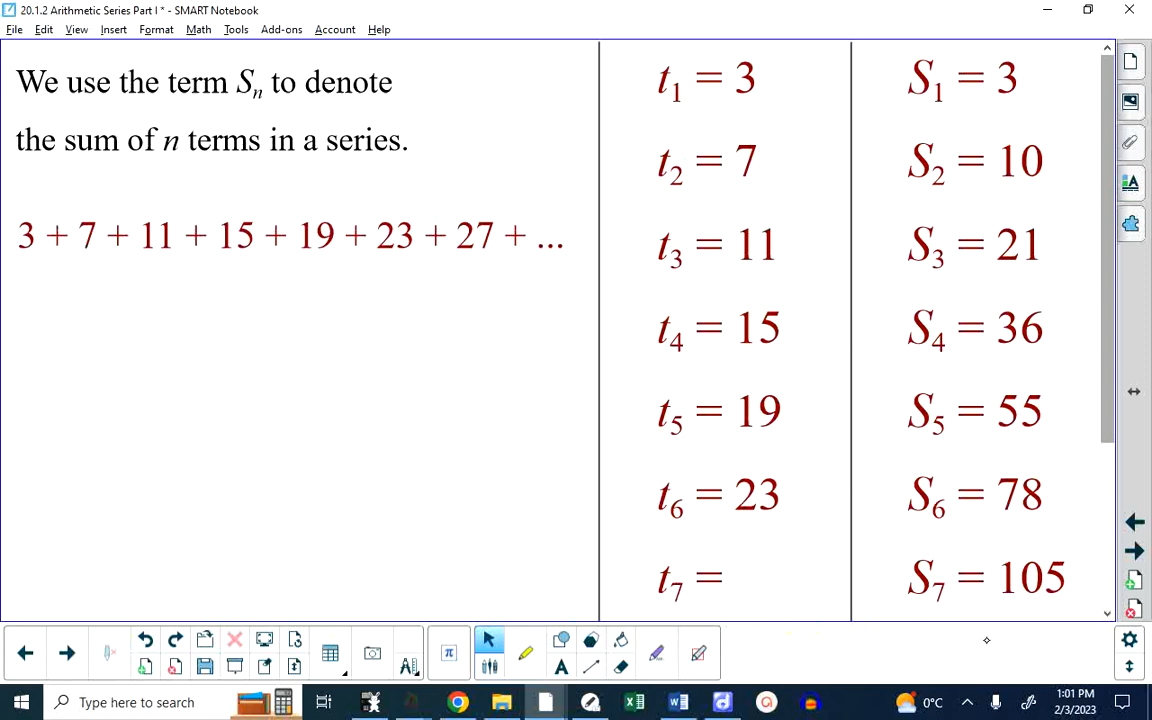 20.1.2 Arithmetic Series Part I * - SMART Notebook
File Edit View Insert Format Math Tools Add-ons Account Help
We use the term Sₙ to denote
the sum of n terms in a series.
3 + 7 + 11 + 15 + 19 + 23 + 27 + ...
t₁ = 3
t₂ = 7
t₃ = 11
t₄ = 15
t₅ = 19
t₆ = 23
t₇ =
S₁ = 3
S₂ = 10
S₃ = 21
S₄ = 36
S₅ = 55
S₆ = 78
S₇ = 105
Type here to search
0°C
1:01 PM
2/3/2023